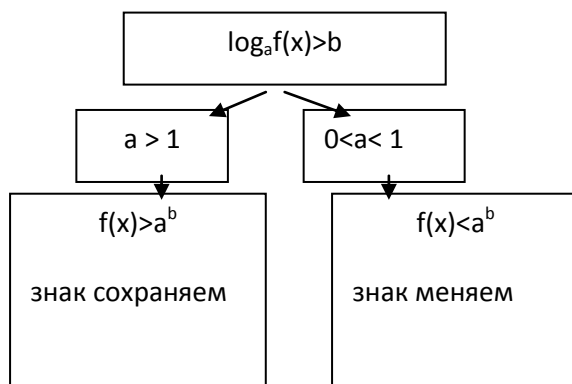 logₐf(x)>b
a > 1
0<a< 1
f(x)>aᵇ
знак сохраняем
f(x)<aᵇ
знак меняем